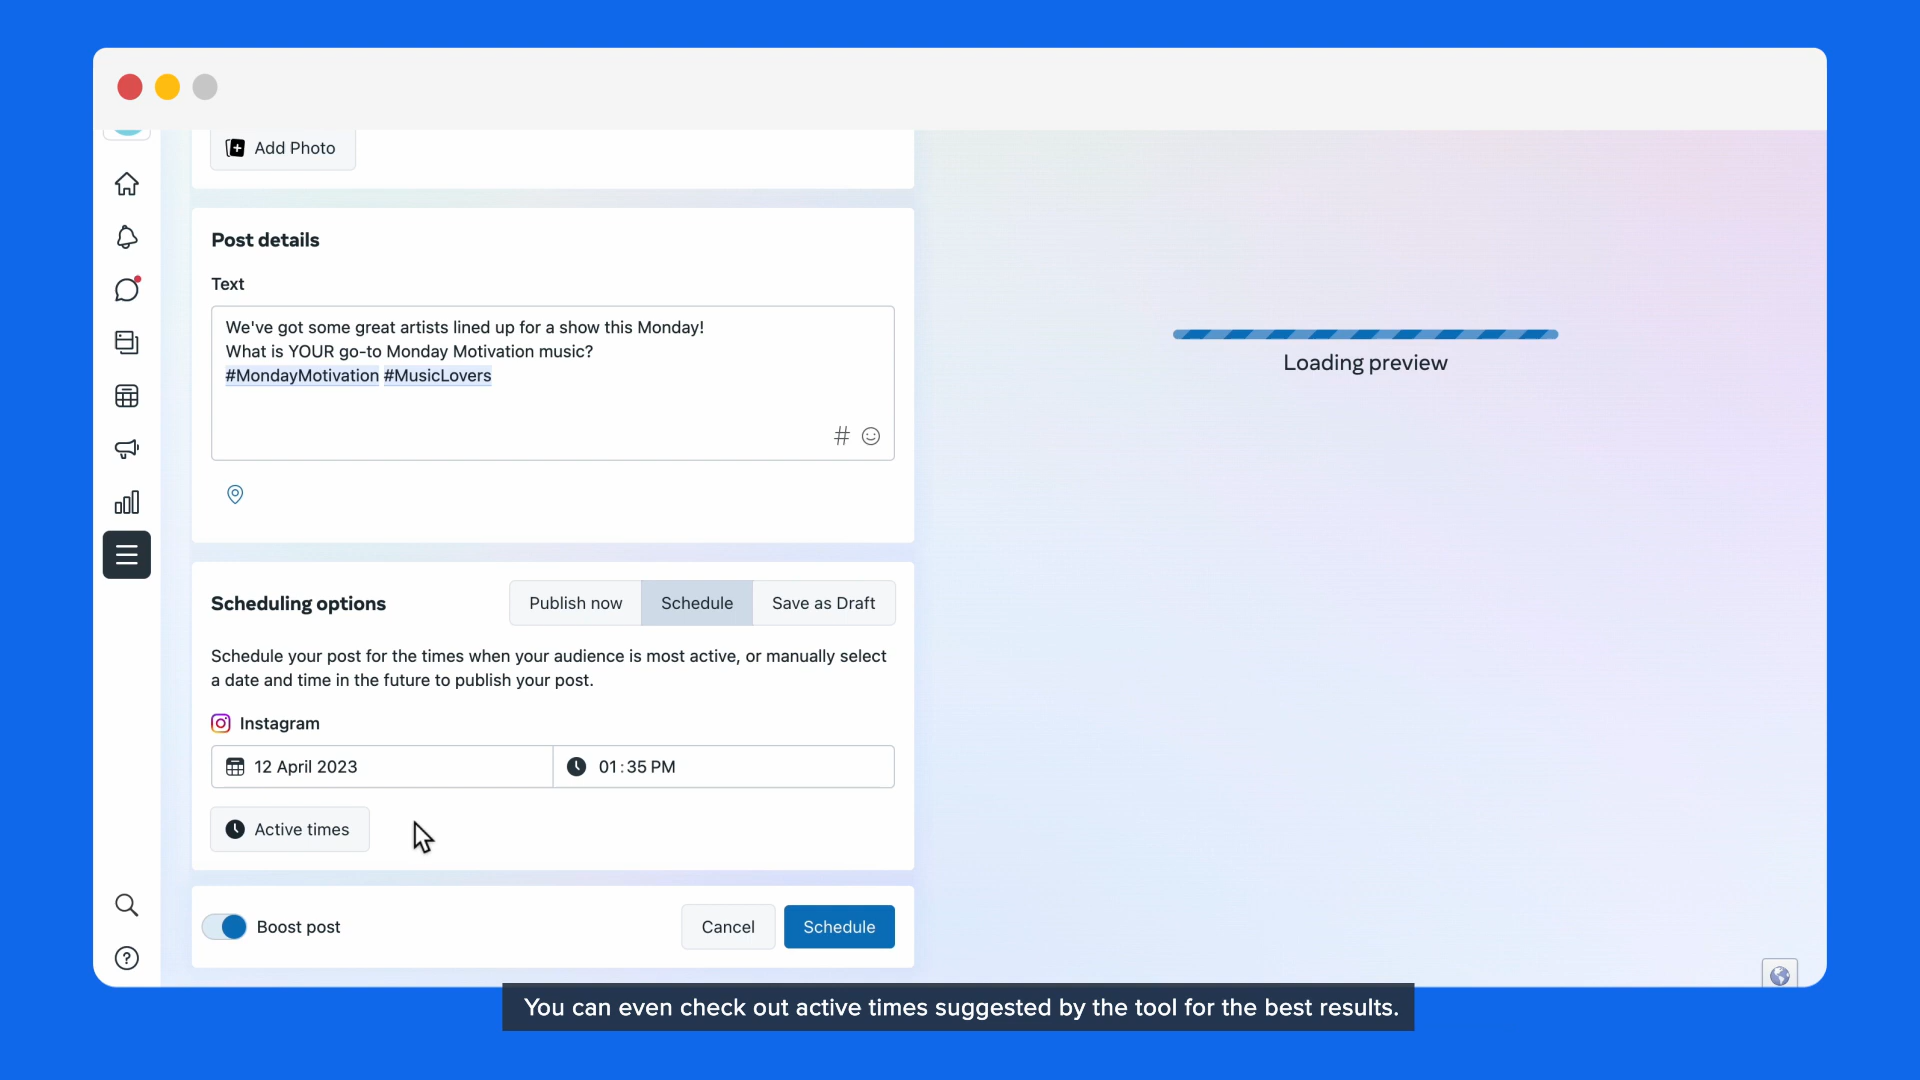 Add Photo
Post details
Text
We've got some great artists lined up for a show this Monday!
What is YOUR go-to Monday Motivation music?
#MondayMotivation #MusicLovers
Scheduling options
Publish now
Schedule
Save as Draft
Schedule your post for the times when your audience is most active, or manually select
a date and time in the future to publish your post.
Instagram
12 April 2023
01:35 PM
Active times
Boost post
Cancel
Schedule
Loading preview
You can even check out active times suggested by the tool for the best results.